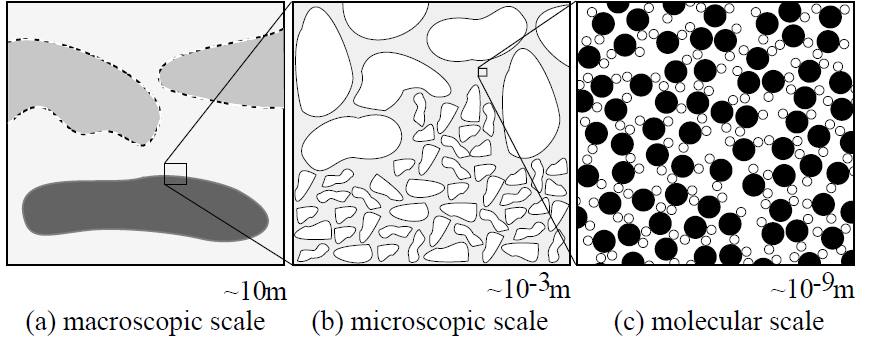 ~10m
~10-3m
~10-9m
(a) macroscopic scale
(b) microscopic scale
(c) molecular scale